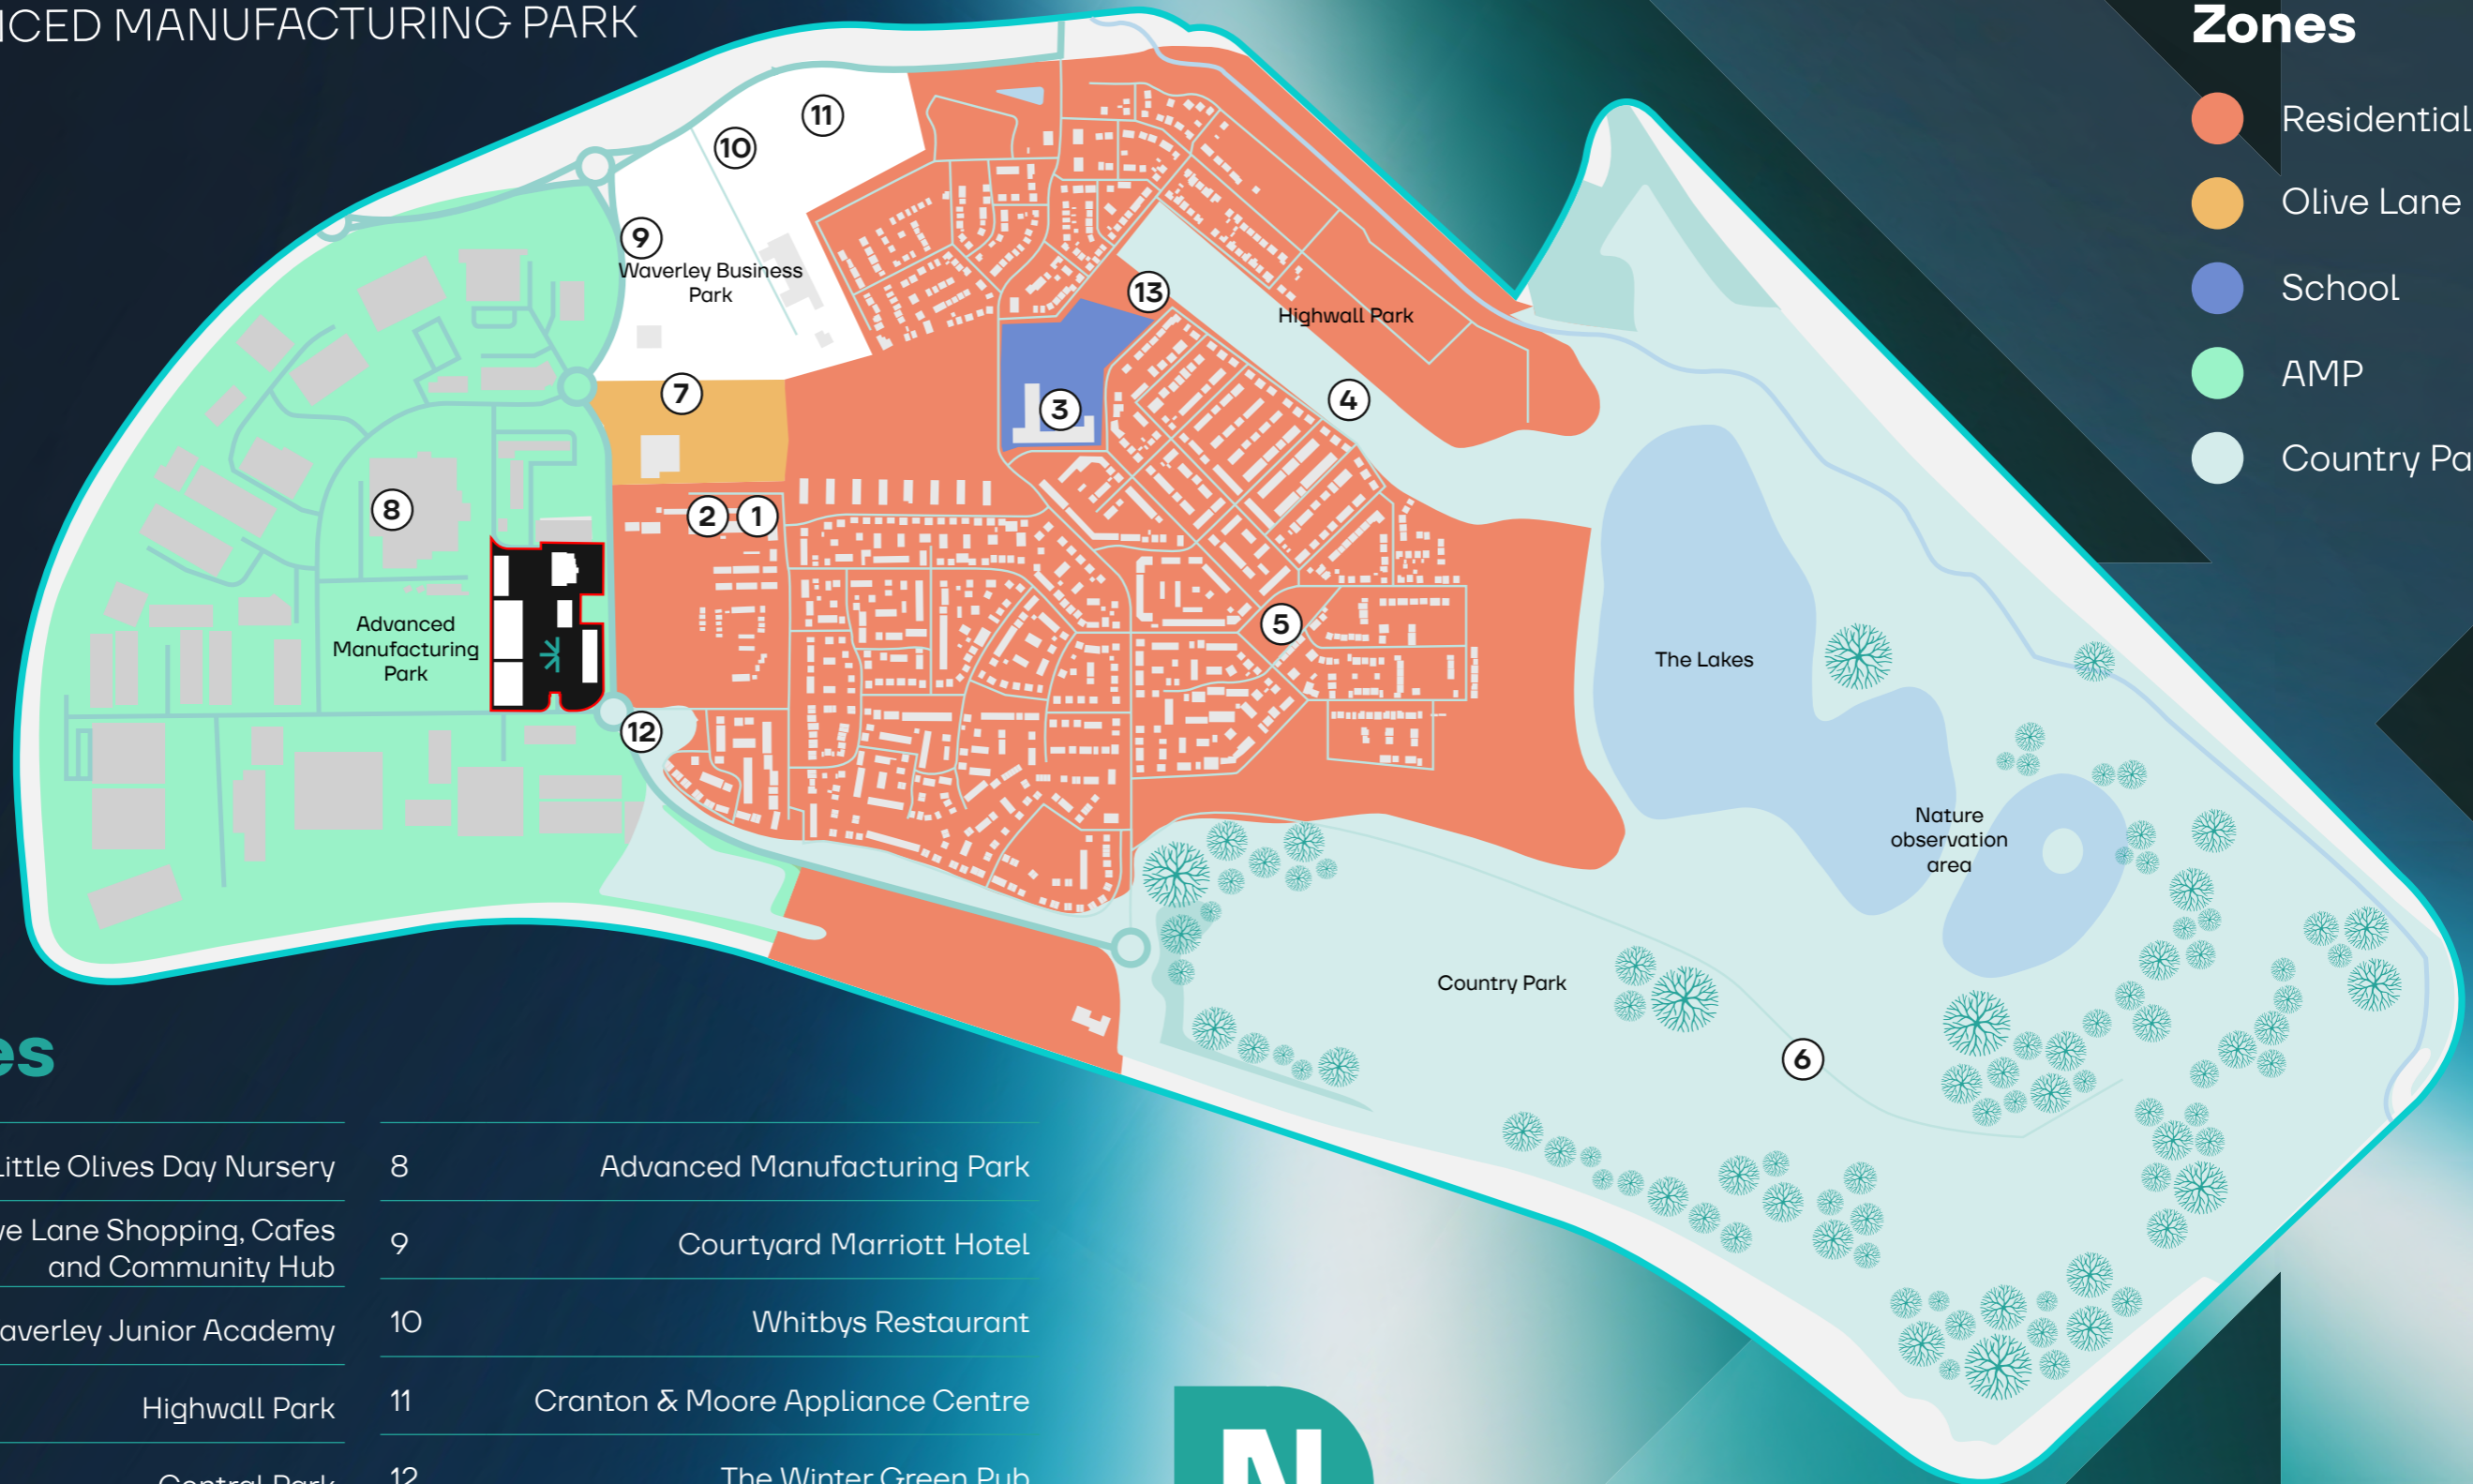 NCED MANUFACTURING PARK
Zones
Residential
Olive Lane
School
AMP
Country Pa
11
10
9
Waverley Business
Park
13
Highwall Park
7
3
4
8
2
1
Advanced
Manufacturing
Park
5
The Lakes
12
Nature
observation
area
Country Park
6
es
Little Olives Day Nursery
ve Lane Shopping, Cafes
and Community Hub
averley Junior Academy
Highwall Park
Central Park
8 Advanced Manufacturing Park
9 Courtyard Marriott Hotel
10 Whitbys Restaurant
11 Cranton & Moore Appliance Centre
12 The Winter Green Pub
N